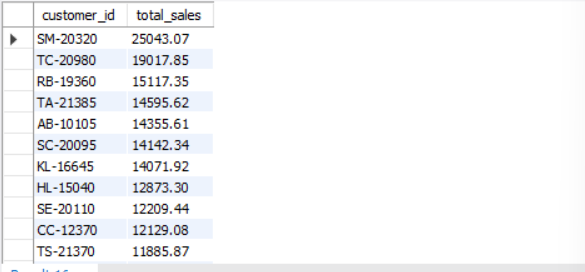 customer_id total_sales
SM-20320 25043.07
TC-20980 19017.85
RB-19360 15117.35
TA-21385 14595.62
AB-10105 14355.61
SC-20095 14142.34
KL-16645 14071.92
HL-15040 12873.30
SE-20110 12209.44
CC-12370 12129.08
TS-21370 11885.87